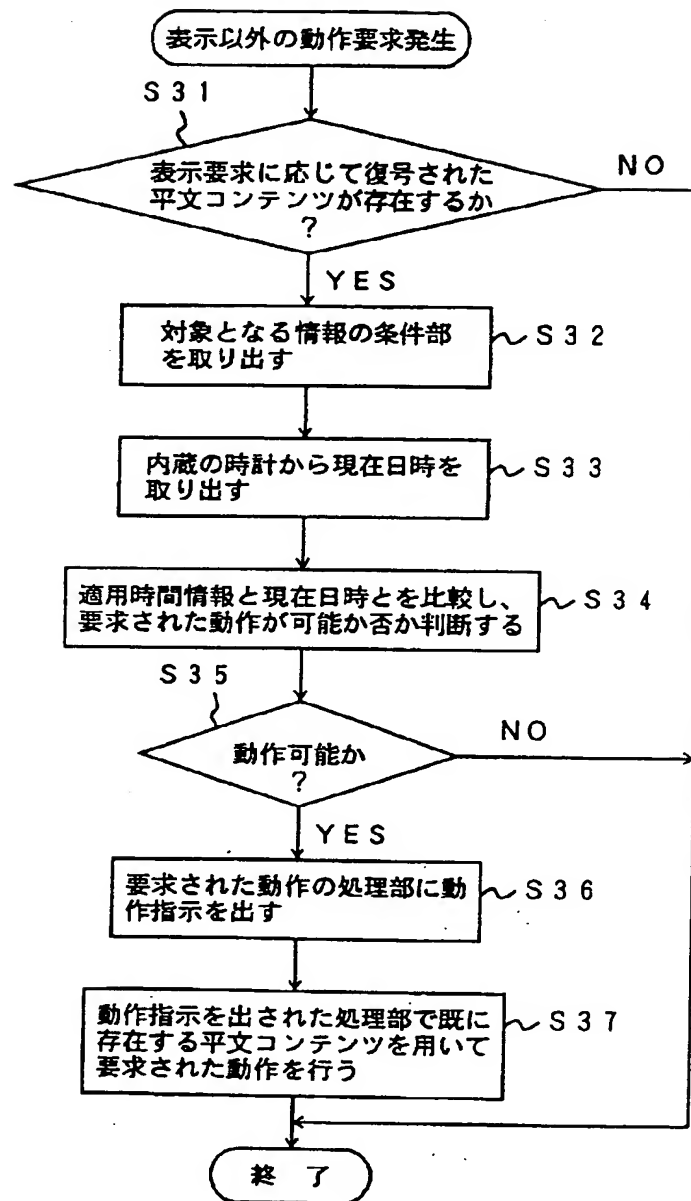 表示以外の動作要求発生
S31
表示要求に応じて復号された
平文コンテンツが存在するか
?
NO
YES
対象となる情報の条件部
を取り出す
S32
内蔵の時計から現在日時を
取り出す
S33
適用時間情報と現在日時とを比較し、
要求された動作が可能か否か判断する
S34
S35
動作可能か
?
NO
YES
要求された動作の処理部に動
作指示を出す
S36
動作指示を出された処理部で既に
存在する平文コンテンツを用いて
要求された動作を行う
S37
終了